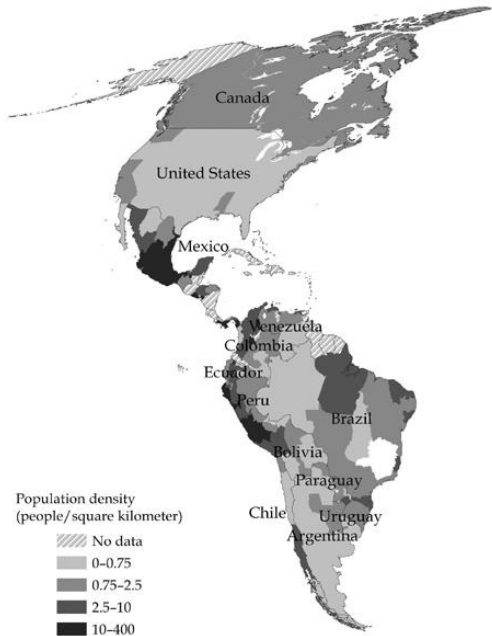 Canada
United States
Mexico
Venezuela
Colombia
Ecuador
Peru
Brazil
Bolivia
Paraguay
Chile
Uruguay
Argentina
Population density
(people/square kilometer)
No data
0–0.75
0.75–2.5
2.5–10
10–400